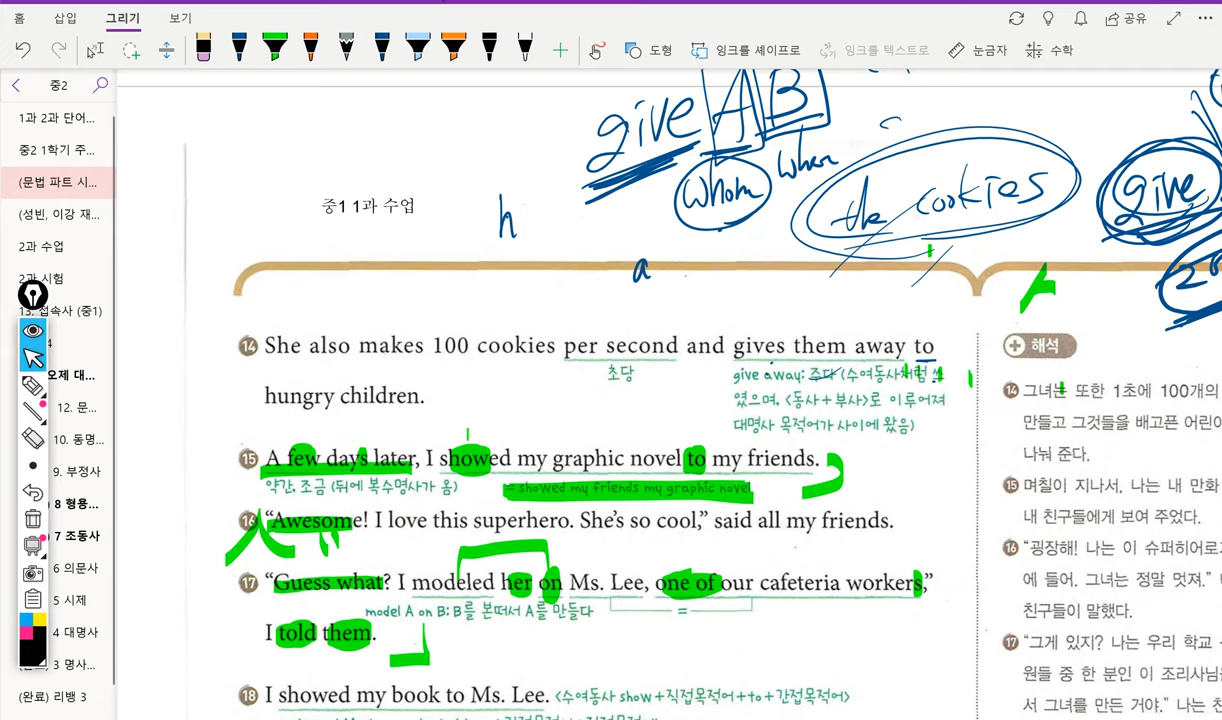 홈 삽입 그리기 보기
공유
도형 잉크를 셰이프로 잉크를 텍스트로 눈금자 수학
중2
1과 2과 단어...
중2 1학기 주...
(문법 파트 시...
(성빈, 이강 재...
2과 수업
2과 시험
13. 접속사 (중1)
오제 대...
12. 문...
10. 동명...
9. 부정사
8 형용...
7 조동사
6 의문사
5 시제
4 대명사
3 명사...
(완료) 리뱅 3
give A B
whom when
the cookies
give
h
a
중1 1과 수업
⑭ She also makes 100 cookies per second and gives them away to
초당
give away: 주다 (수여동사처럼 쓰
였으며, <동사+부사>로 이루어져
hungry children.
대명사 목적어가 사이에 왔음)
⑮ A few days later, I showed my graphic novel to my friends.
약간, 조금 (뒤에 복수명사가 옴) = showed my friends my graphic novel
⑯ “Awesome! I love this superhero. She’s so cool,” said all my friends.
⑰ “Guess what? I modeled her on Ms. Lee, one of our cafeteria workers,”
model A on B: B를 본떠서 A를 만들다 =
I told them.
⑱ I showed my book to Ms. Lee. <수여동사 show+직접목적어+to+간접목적어>
해석
⑭ 그녀는 또한 1초에 100개의
만들고 그것들을 배고픈 어린이
나눠 준다.
⑮ 며칠이 지나서, 나는 내 만화
내 친구들에게 보여 주었다.
⑯ “굉장해! 나는 이 슈퍼히어로
에 들어. 그녀는 정말 멋져.”
친구들이 말했다.
⑰ “그게 있지? 나는 우리 학교
원들 중 한 분인 이 조리사님
서 그녀를 만든 거야.” 나는 친